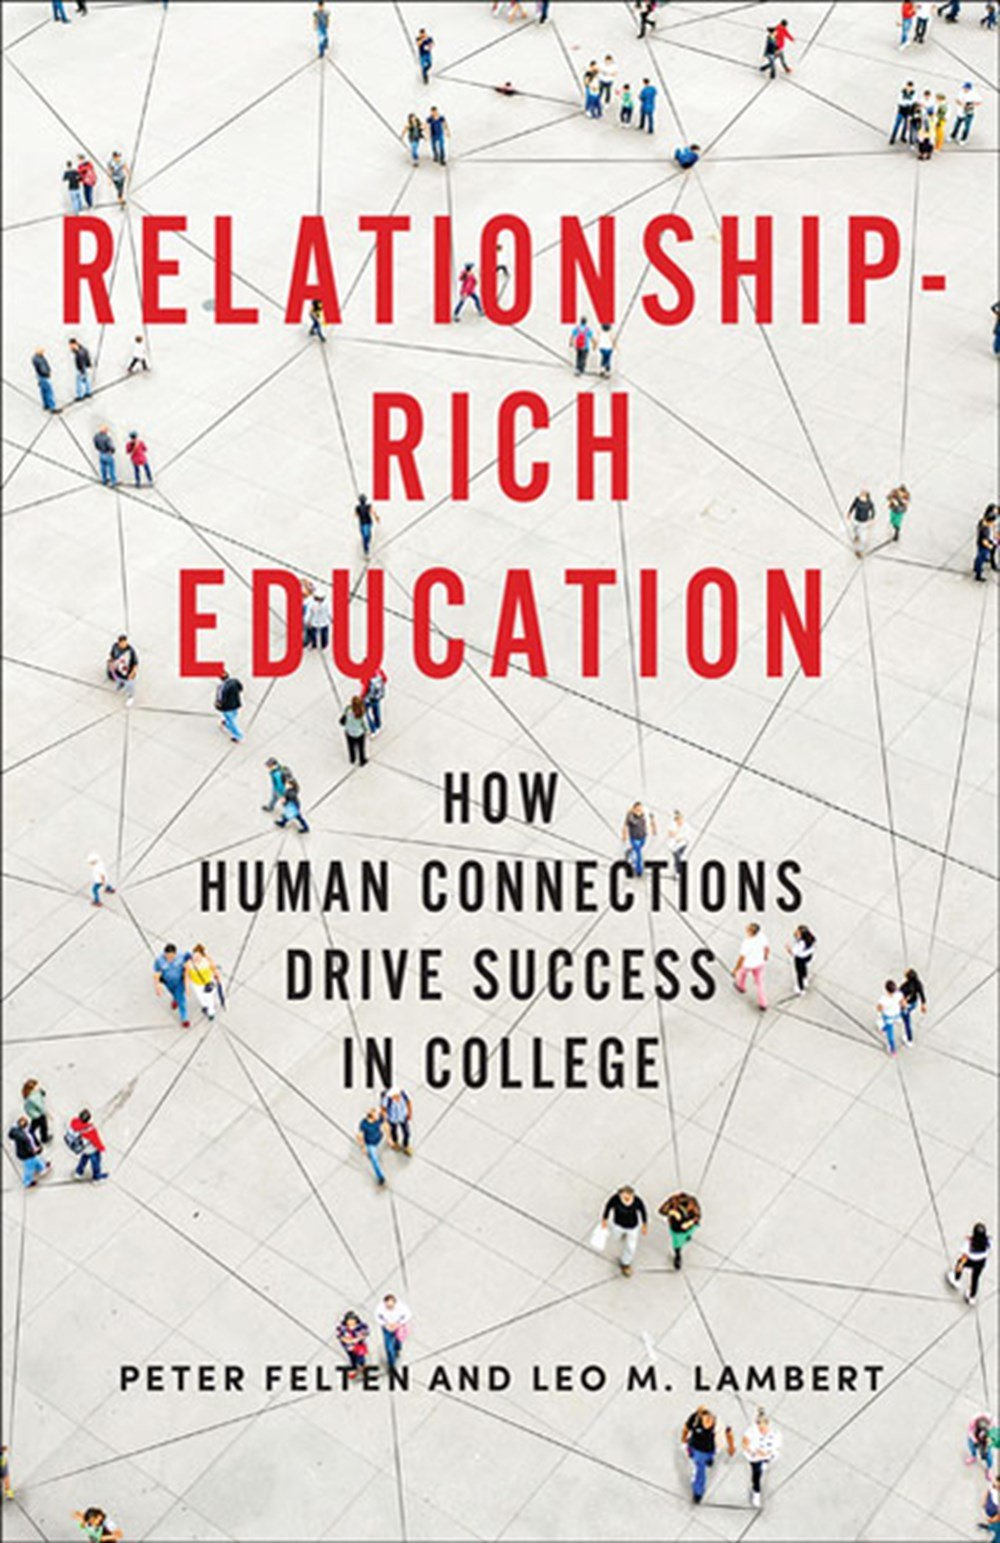 RELATIONSHIP-
RICH
EDUCATION
HOW
HUMAN CONNECTIONS
DRIVE SUCCESS
IN COLLEGE
PETER FELTEN AND LEO M. LAMBERT